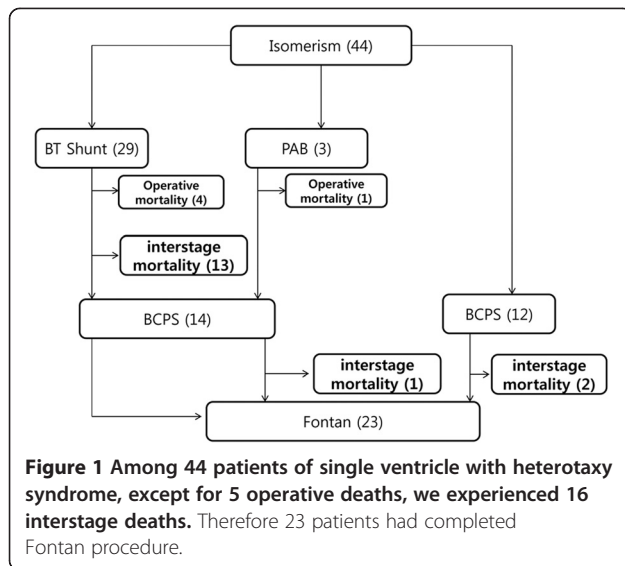 Isomerism (44)
BT Shunt (29)
PAB (3)
Operative
mortality (4)
Operative
mortality (1)
interstage
mortality (13)
BCPS (14)
BCPS (12)
interstage
mortality (1)
interstage
mortality (2)
Fontan (23)
Figure 1 Among 44 patients of single ventricle with heterotaxy
syndrome, except for 5 operative deaths, we experienced 16
interstage deaths. Therefore 23 patients had completed
Fontan procedure.